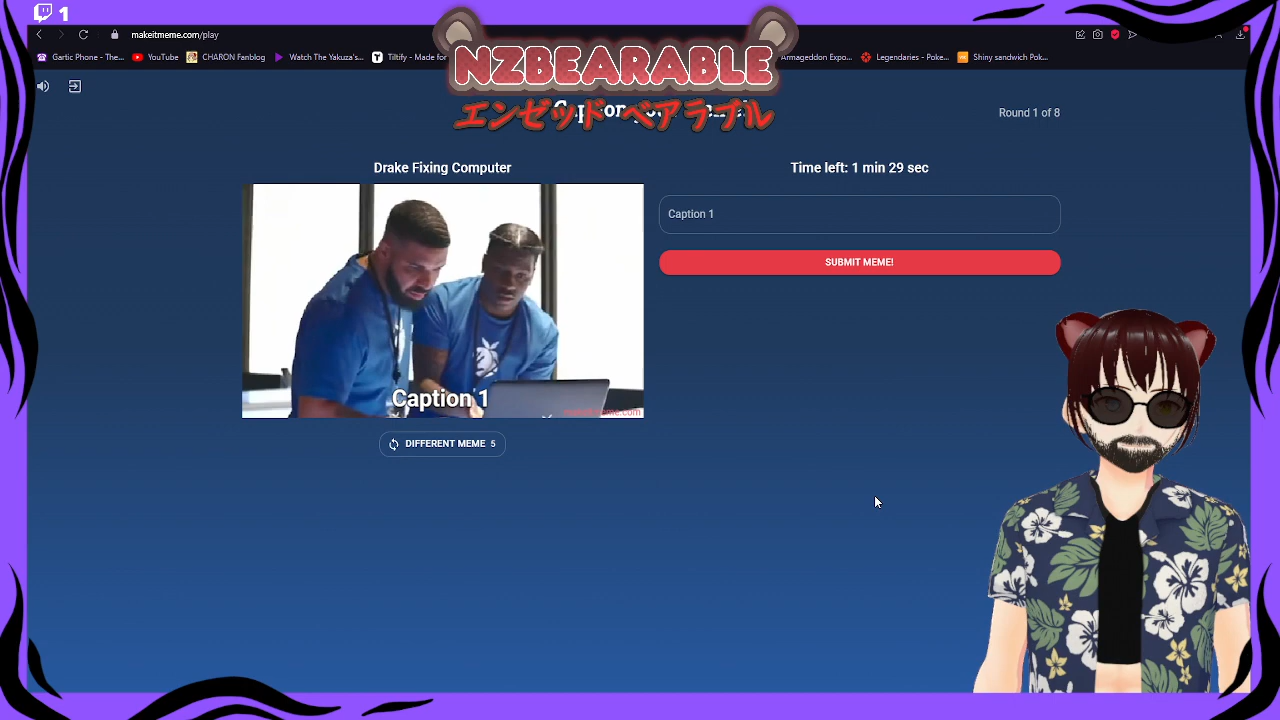 1
makeitmeme.com/play
Gartic Phone - The...
YouTube
CHARON Fanblog
Watch The Yakuza's...
Tiltify - Made for
Armageddon Expo...
Legendaries - Poke...
Shiny sandwich Pok...
NZBEARABLE
エンゼッド ベアラブル
Round 1 of 8
Drake Fixing Computer
Time left: 1 min 29 sec
Caption 1
SUBMIT MEME!
Caption 1
DIFFERENT MEME 5